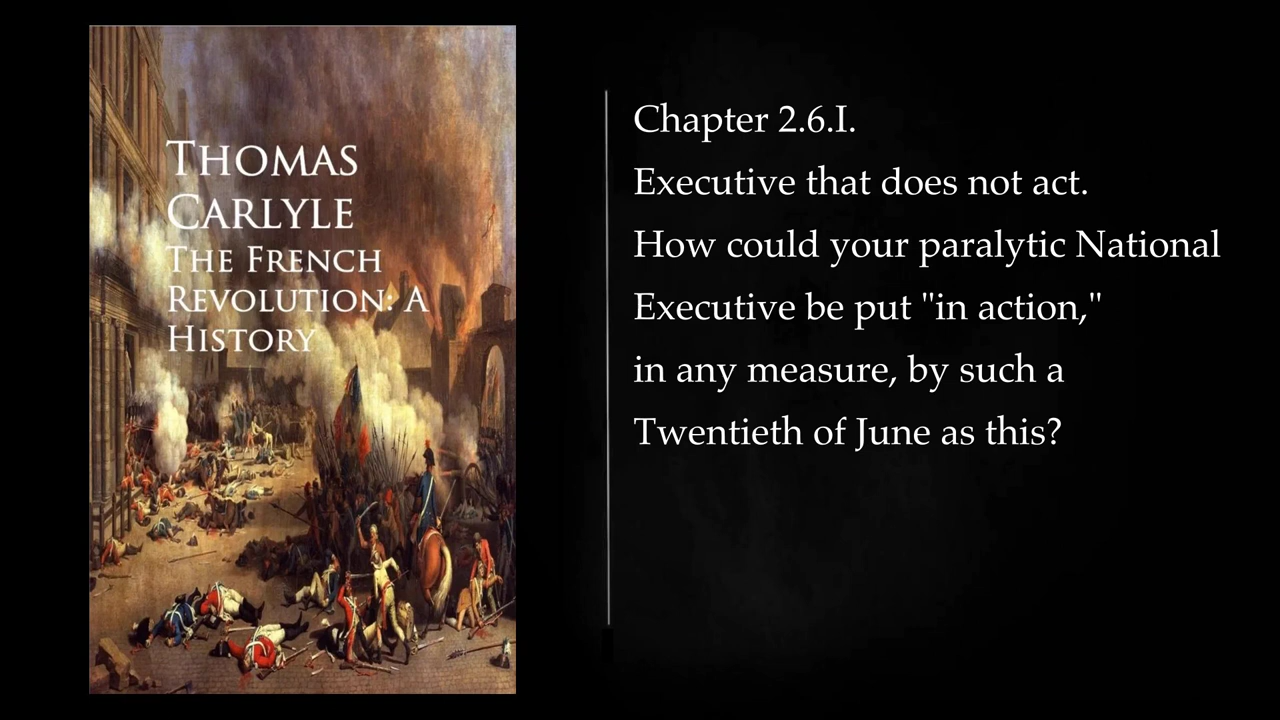 THOMAS
CARLYLE
THE FRENCH
REVOLUTION: A
HISTORY
Chapter 2.6.I.
Executive that does not act.
How could your paralytic National
Executive be put "in action,"
in any measure, by such a
Twentieth of June as this?